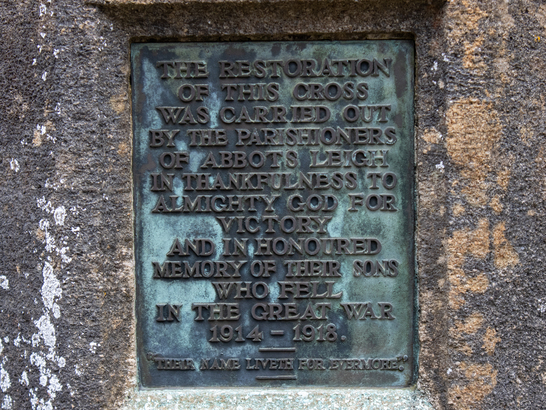 THE RESTORATION
OF THIS CROSS
WAS CARRIED OUT
BY THE PARISHIONERS
OF ABBOTS LEIGH
IN THANKFULNESS TO
ALMIGHTY GOD FOR
VICTORY
AND IN HONOURED
MEMORY OF THEIR SONS
WHO FELL
IN THE GREAT WAR
1914 – 1918.
"THEIR NAME LIVETH FOR EVERMORE."